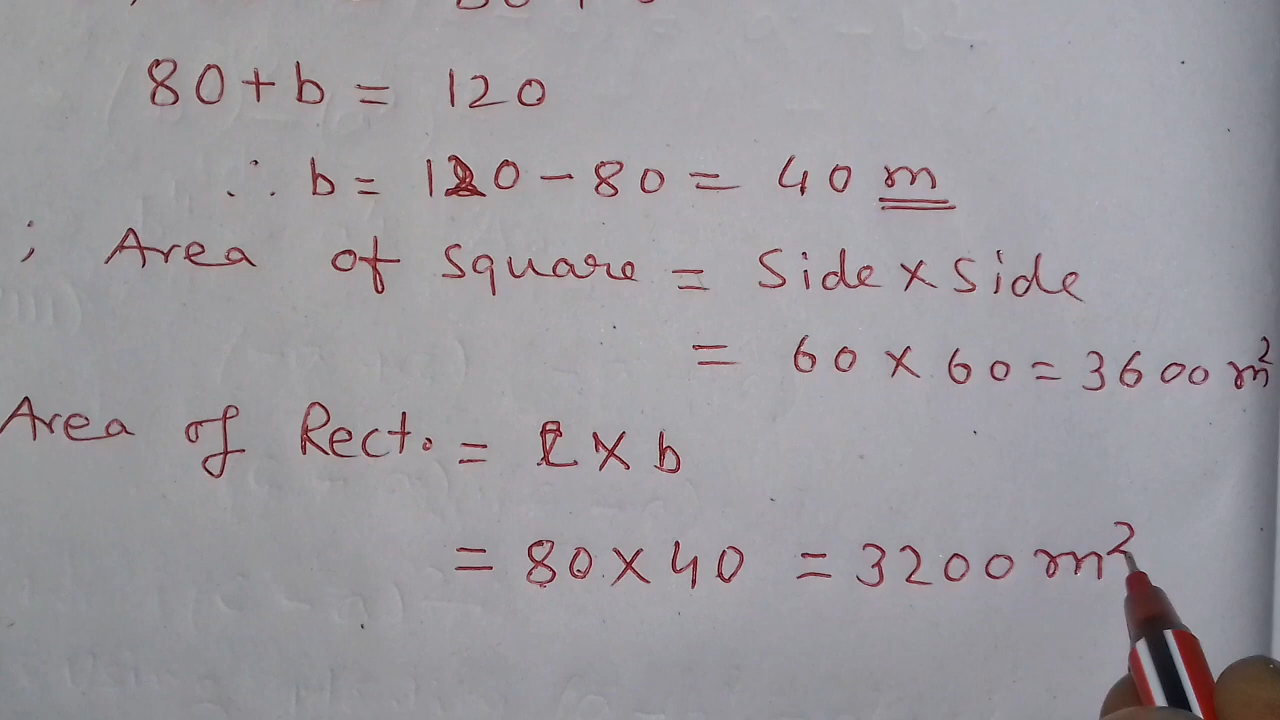 80+b = 120
∴ b = 120 - 80 = 40 m
; Area of square = Side × Side
= 60 × 60 = 3600 m²
Area of Rect. = l × b
= 80 × 40 = 3200 m²